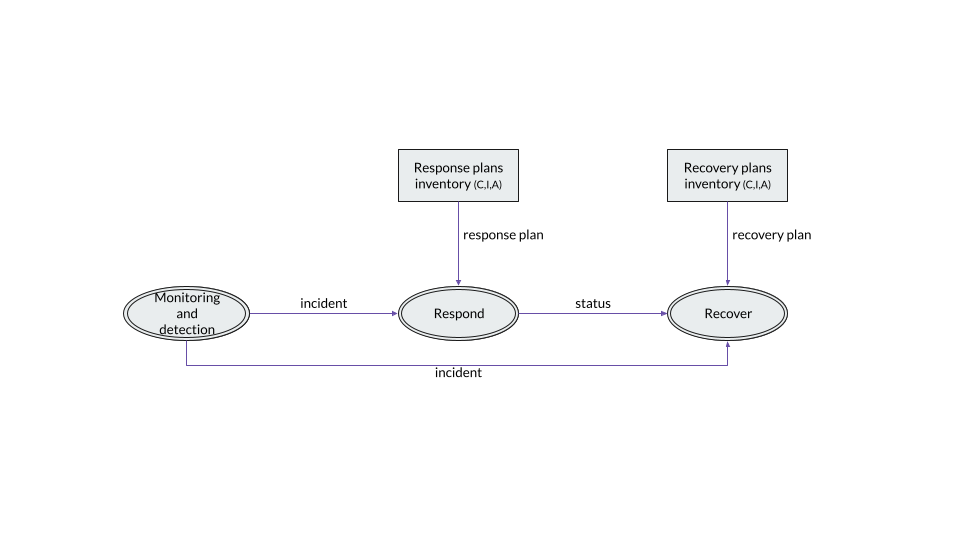 Response plans
inventory (C,I,A)
Recovery plans
inventory (C,I,A)
response plan
recovery plan
Monitoring
and
detection
incident
Respond
status
Recover
incident